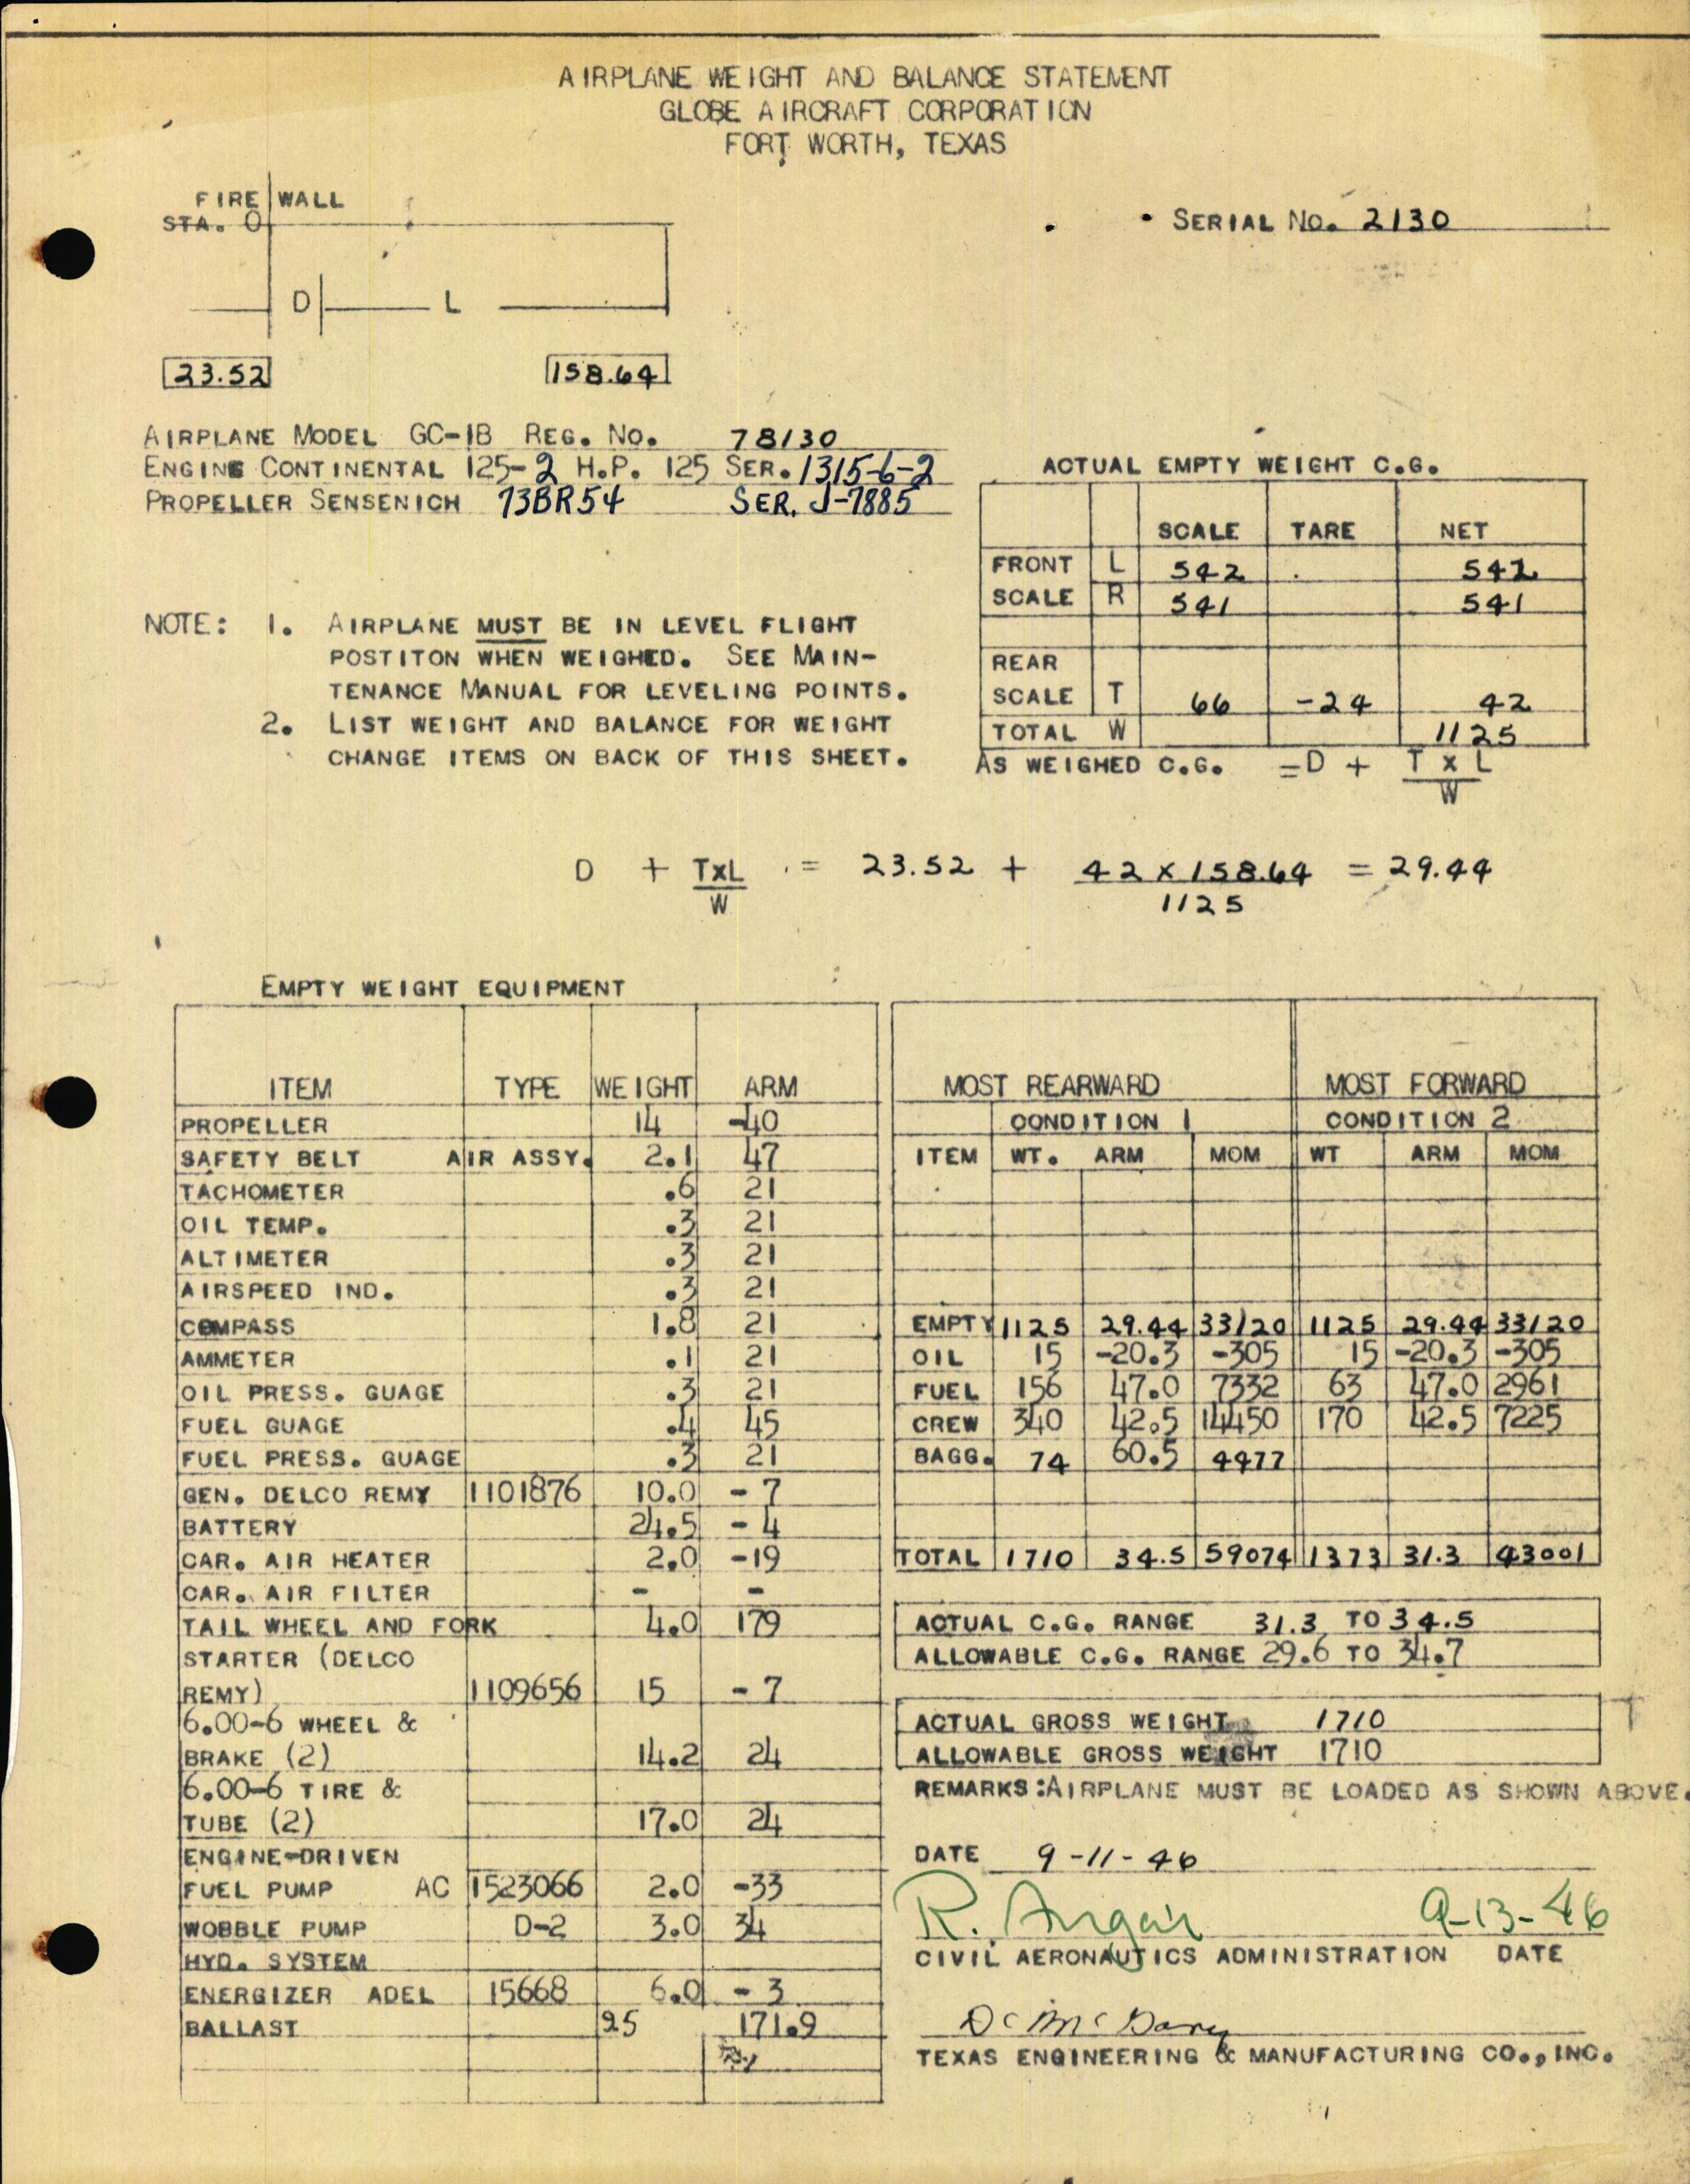 AIRPLANE WEIGHT AND BALANCE STATEMENT
GLOBE AIRCRAFT CORPORATION
FORT WORTH, TEXAS
FIRE WALL
STA. 0
SERIAL NO. 2130
D L
23.52 158.64
AIRPLANE MODEL GC-1B REG. NO. 78130
ENGINE CONTINENTAL 125-2 H.P. 125 SER. 1315-6-2
PROPELLER SENSENICH 73BR54 SER. J-7885
ACTUAL EMPTY WEIGHT C.G.
SCALE TARE NET
FRONT L 542 542
SCALE R 541 541
REAR
SCALE T 66 -24 42
TOTAL W 1125
AS WEIGHED C.G. =D + T x L
W
NOTE: 1. AIRPLANE MUST BE IN LEVEL FLIGHT
POSTITON WHEN WEIGHED. SEE MAIN-
TENANCE MANUAL FOR LEVELING POINTS.
2. LIST WEIGHT AND BALANCE FOR WEIGHT
CHANGE ITEMS ON BACK OF THIS SHEET.
D + TxL = 23.52 + 42 x 158.64 = 29.44
W 1125
EMPTY WEIGHT EQUIPMENT
ITEM TYPE WEIGHT ARM
PROPELLER 14 -40
SAFETY BELT AIR ASSY. 2.1 47
TACHOMETER .6 21
OIL TEMP. .3 21
ALTIMETER .3 21
AIRSPEED IND. .3 21
COMPASS 1.8 21
AMMETER .1 21
OIL PRESS. GUAGE .3 21
FUEL GUAGE .4 45
FUEL PRESS. GUAGE .3 21
GEN. DELCO REMY 1101876 10.0 - 7
BATTERY 24.5 - 4
CAR. AIR HEATER 2.0 -19
CAR. AIR FILTER - -
TAIL WHEEL AND FORK 4.0 179
STARTER (DELCO
REMY) 1109656 15 - 7
6.00-6 WHEEL &
BRAKE (2) 14.2 24
6.00-6 TIRE &
TUBE (2) 17.0 24
ENGINE-DRIVEN
FUEL PUMP AC 1523066 2.0 -33
WOBBLE PUMP D-2 3.0 34
HYD. SYSTEM
ENERGIZER ADEL 15668 6.0 - 3
BALLAST 25 171.9
MOST REARWARD MOST FORWARD
CONDITION 1 CONDITION 2
ITEM WT. ARM MOM WT ARM MOM
EMPTY 1125 29.44 33120 1125 29.44 33120
OIL 15 -20.3 -305 15 -20.3 -305
FUEL 156 47.0 7332 63 47.0 2961
CREW 340 42.5 14450 170 42.5 7225
BAGG. 74 60.5 4477
TOTAL 1710 34.5 59074 1373 31.3 43001
ACTUAL C.G. RANGE 31.3 TO 34.5
ALLOWABLE C.G. RANGE 29.6 TO 34.7
ACTUAL GROSS WEIGHT 1710
ALLOWABLE GROSS WEIGHT 1710
REMARKS: AIRPLANE MUST BE LOADED AS SHOWN ABOVE.
DATE 9-11-46
R. 9-13-46
CIVIL AERONAUTICS ADMINISTRATION DATE
TEXAS ENGINEERING & MANUFACTURING CO., INC.